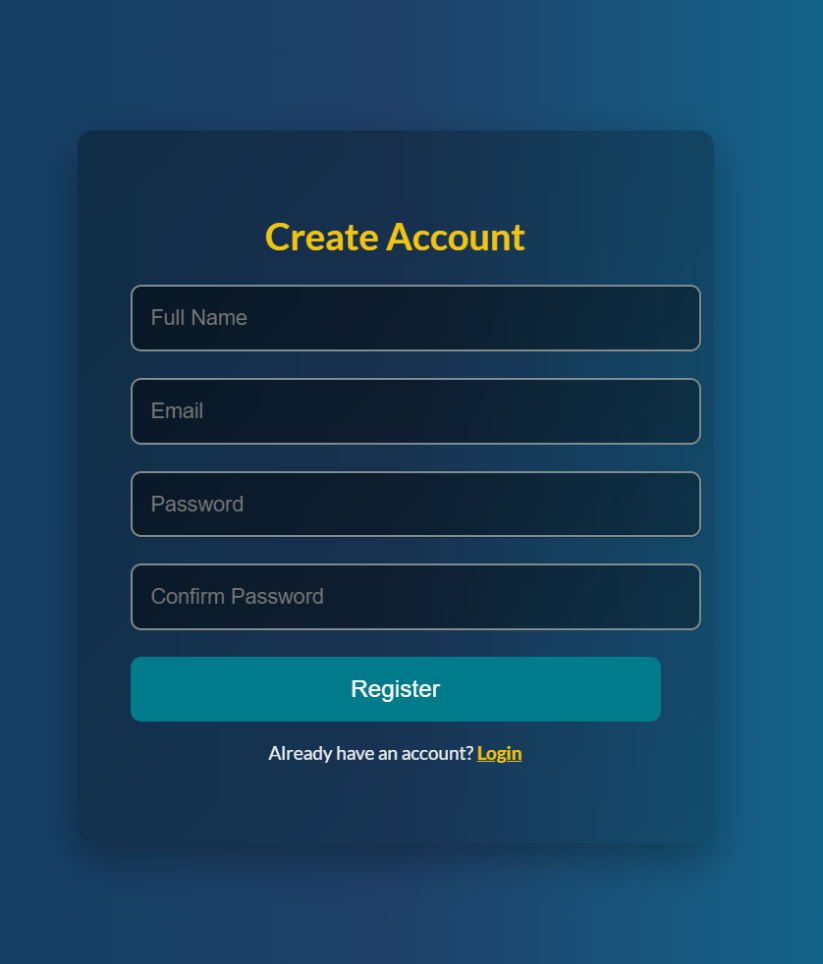 Create Account
Full Name
Email
Password
Confirm Password
Register
Already have an account? Login